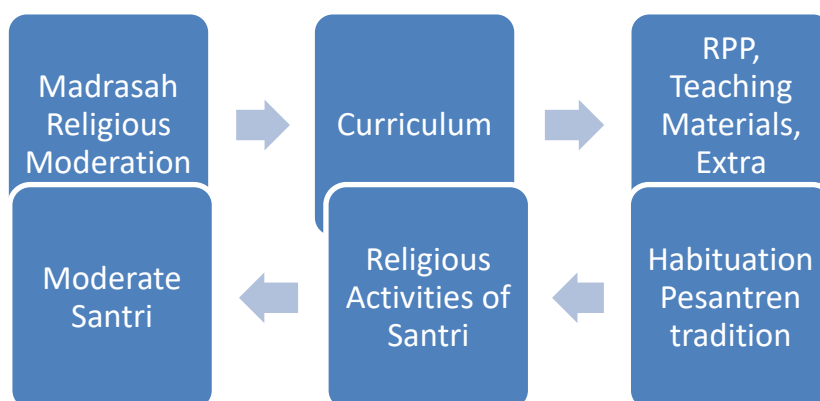 Madrasah
Religious
Moderation
Curriculum
RPP,
Teaching
Materials,
Extra
Habituation
Pesantren
tradition
Religious
Activities of
Santri
Moderate
Santri